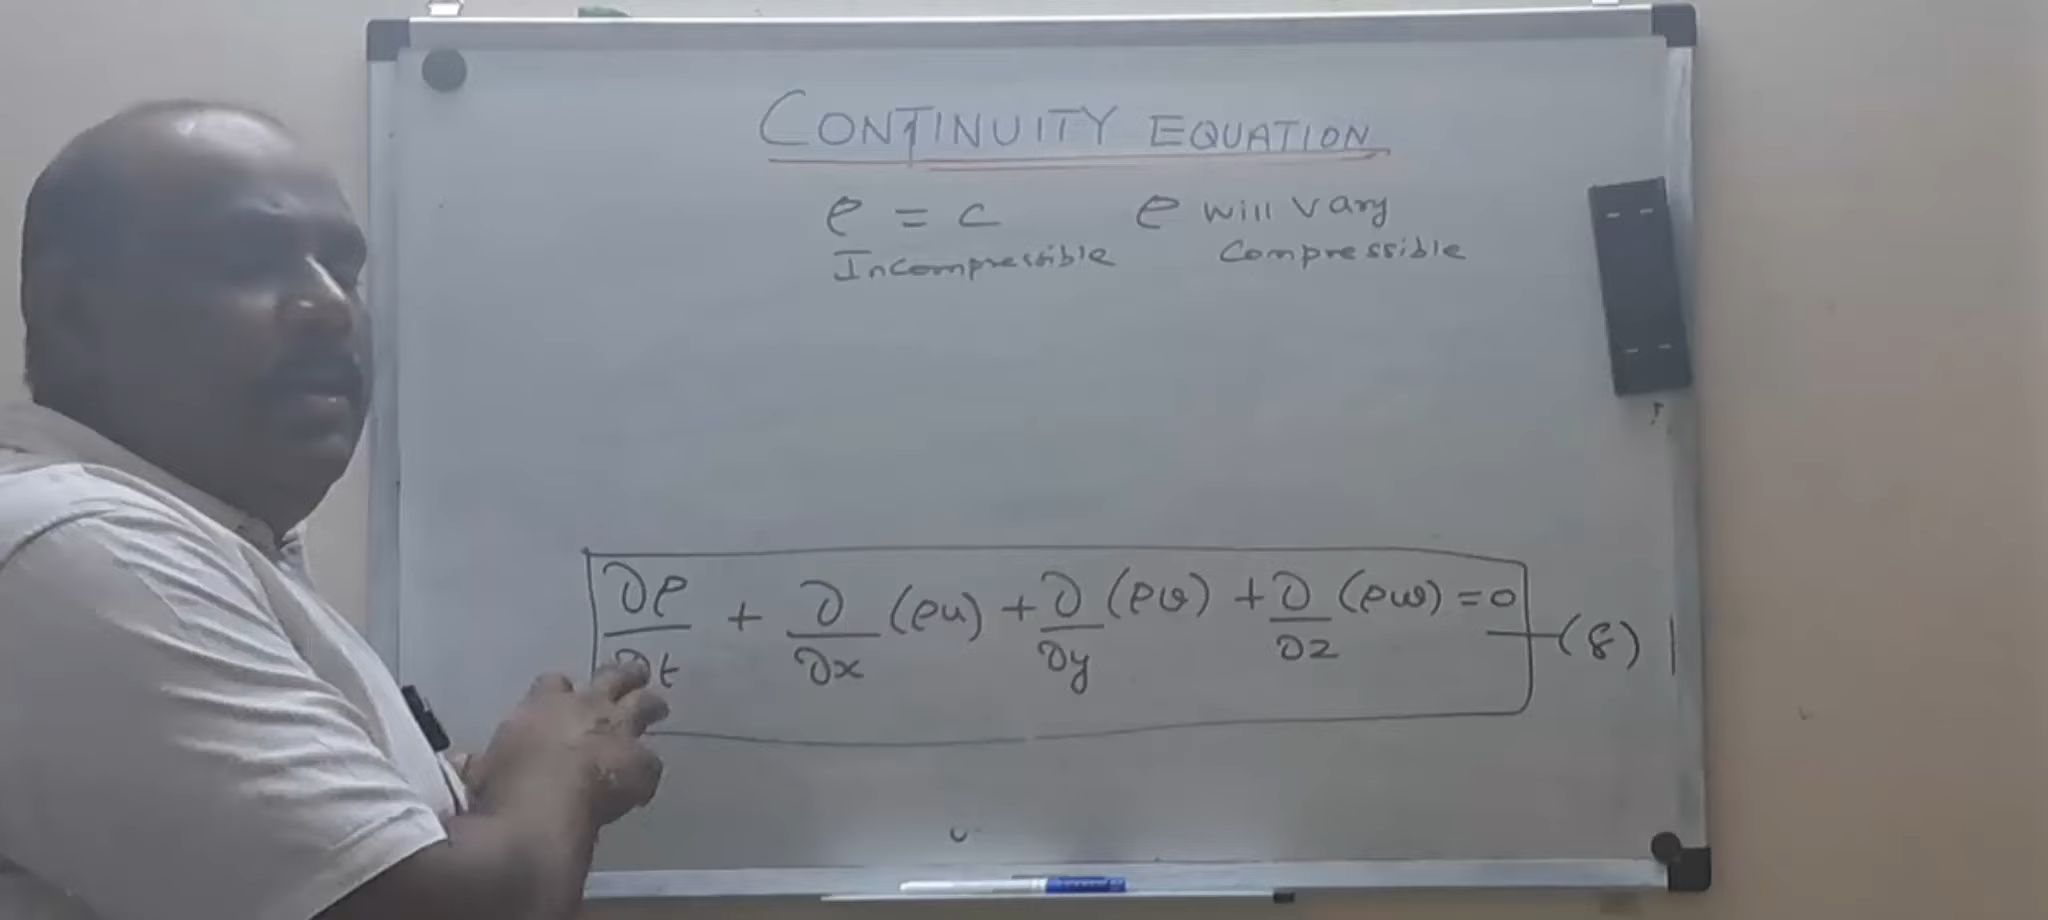 CONTINUITY EQUATION
ρ = c    ρ will vary
Incompressible    Compressible
∂ρ/∂t + ∂/∂x (ρu) + ∂/∂y (ρv) + ∂/∂z (ρw) = 0 —(8)